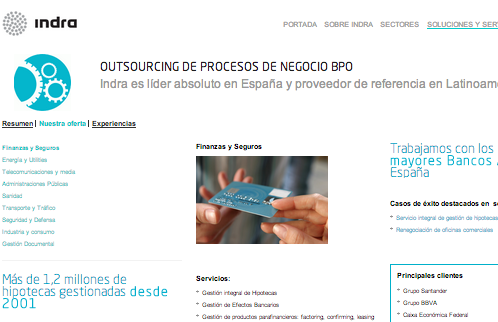 indra
PORTADA SOBRE INDRA SECTORES SOLUCIONES Y SERV
OUTSOURCING DE PROCESOS DE NEGOCIO BPO
Indra es líder absoluto en España y proveedor de referencia en Latinoamé
Resumen | Nuestra oferta | Experiencias
Finanzas y Seguros
Energía y Utilities
Telecomunicaciones y media
Administraciones Públicas
Sanidad
Transporte y Tráfico
Seguridad y Defensa
Industria y consumo
Gestión Documental
Más de 1,2 millones de
hipotecas gestionadas desde
2001
Finanzas y Seguros
Servicios:
Gestión integral de Hipotecas
Gestión de Efectos Bancarios
Gestión de productos parafinancieros: factoring, confirming, leasing
Trabajamos con los
mayores Bancos
España
Casos de éxito destacados en
Servicio integral de gestión de hipotecas
Renegociación de oficinas comerciales
Principales clientes
Grupo Santander
Grupo BBVA
Caixa Económica Federal